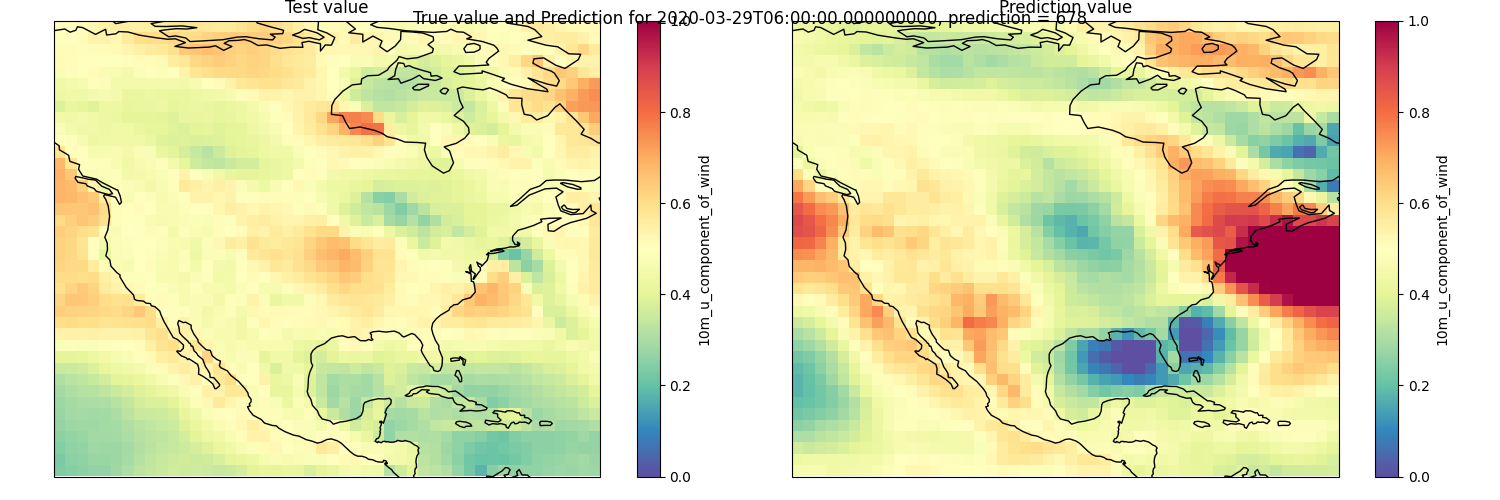 Test value
True value and Prediction for 2020-03-29T06:00:00.000000000, prediction = 678
Prediction value
1.0
0.8
0.6
0.4
0.2
0.0
10m_u_component_of_wind
1.0
0.8
0.6
0.4
0.2
0.0
10m_u_component_of_wind